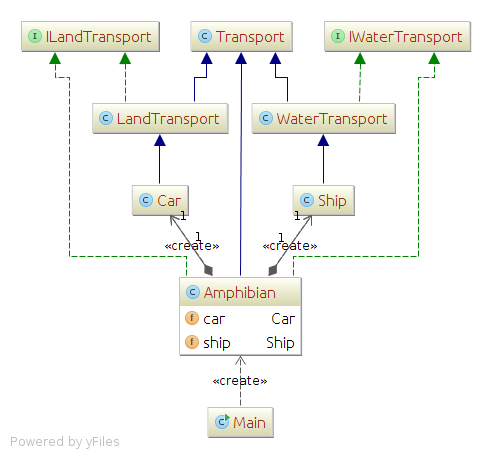 I ILandTransport
C Transport
I IWaterTransport
C LandTransport
C WaterTransport
C Car
C Ship
1
1
1
1
«create»
«create»
C Amphibian
f car Car
f ship Ship
«create»
C Main
Powered by yFiles